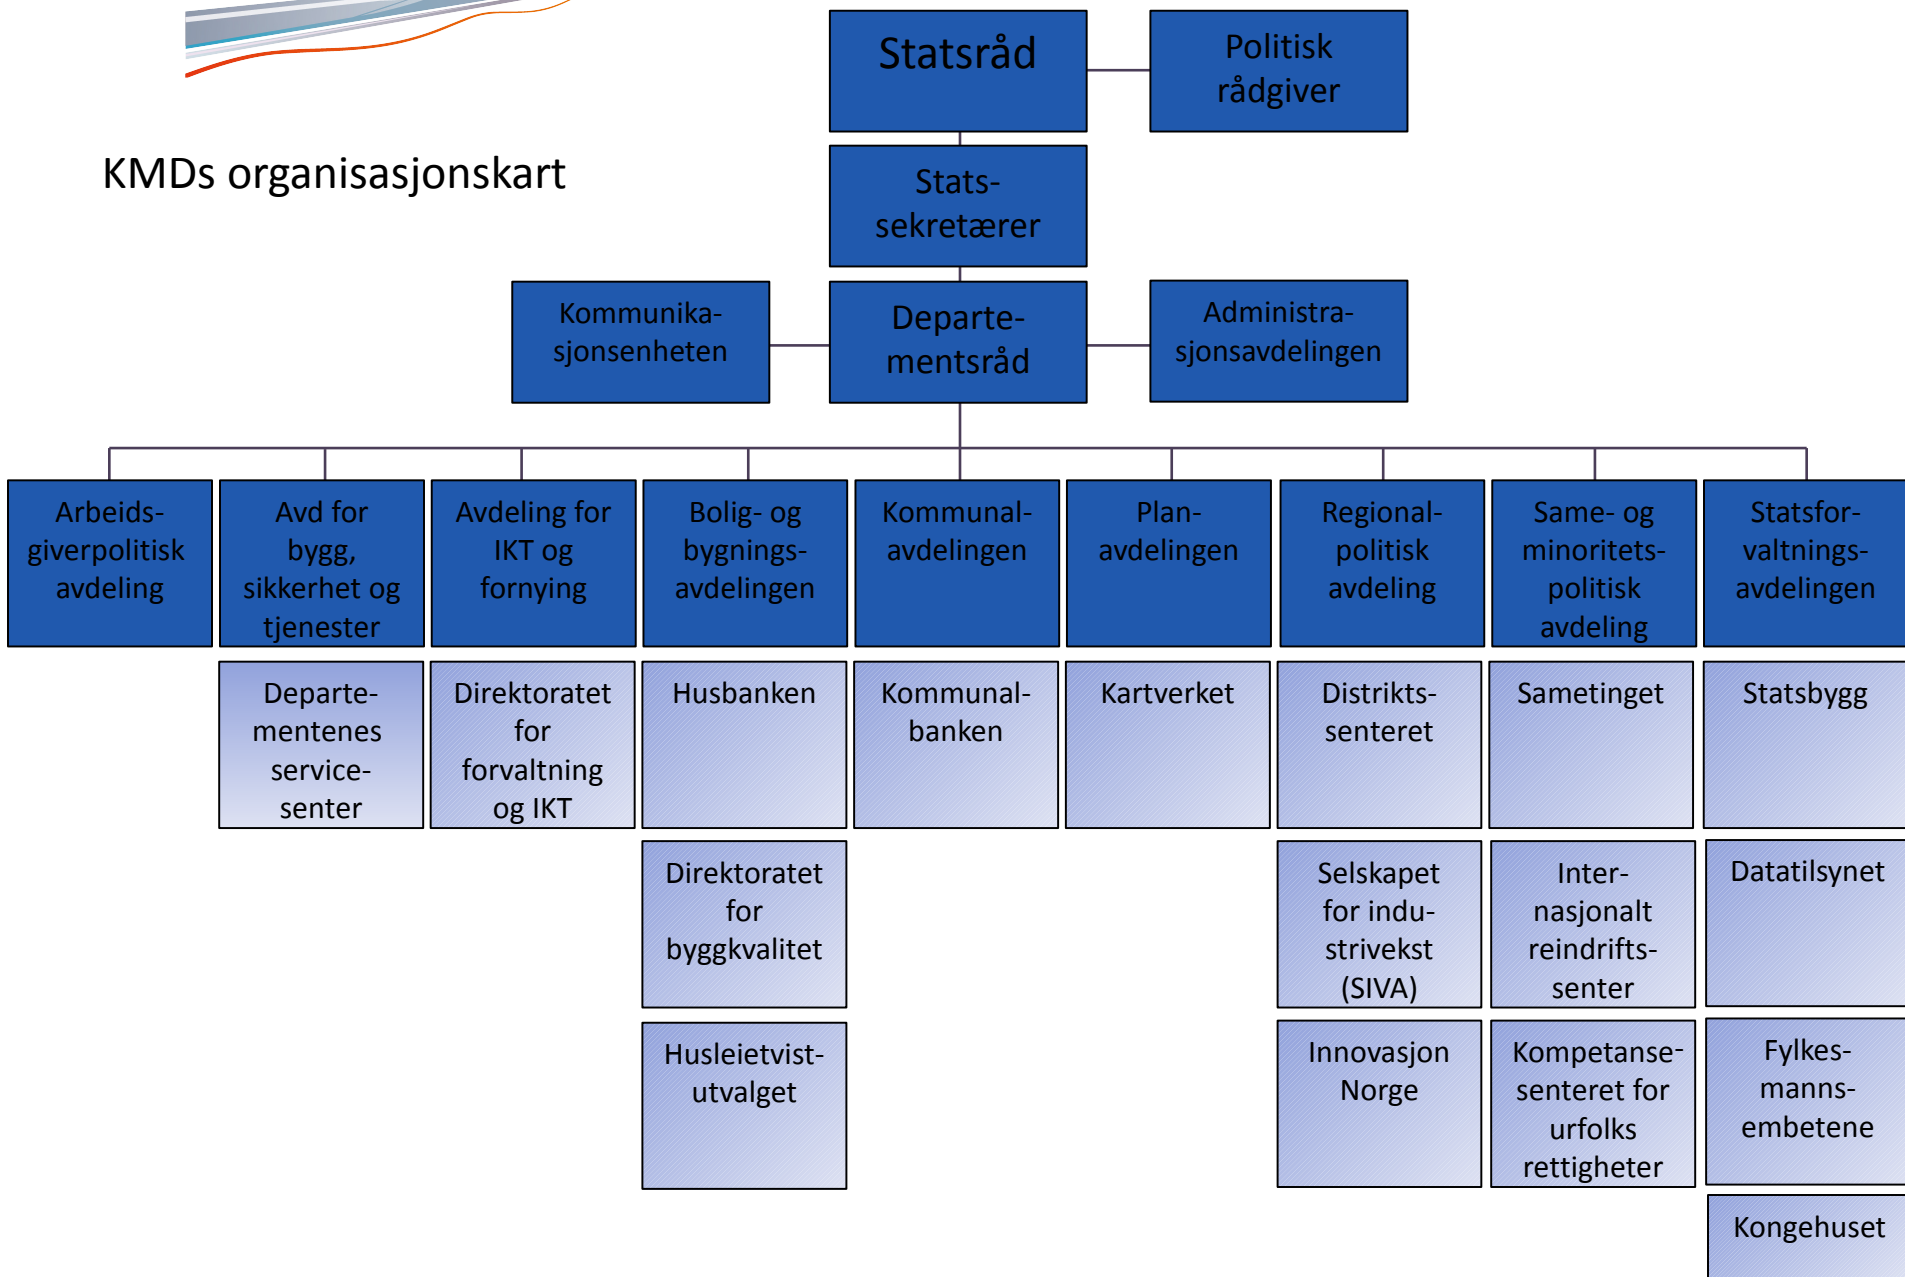 Statsråd
Politisk
rådgiver
KMDs organisasjonskart
Stats-
sekretærer
Kommunika-
sjonsenheten
Departe-
mentsråd
Administra-
sjonsavdelingen
Arbeids-
giverpolitisk
avdeling
Avd for
bygg,
sikkerhet og
tjenester
Avdeling for
IKT og
fornying
Bolig- og
bygnings-
avdelingen
Kommunal-
avdelingen
Plan-
avdelingen
Regional-
politisk
avdeling
Same- og
minoritets-
politisk
avdeling
Statsfor-
valtnings-
avdelingen
Departe-
mentenes
service-
senter
Direktoratet
for
forvaltning
og IKT
Husbanken
Kommunal-
banken
Kartverket
Distrikts-
senteret
Sametinget
Statsbygg
Direktoratet
for
byggkvalitet
Selskapet
for indu-
strivekst
(SIVA)
Inter-
nasjonalt
reindrifts-
senter
Datatilsynet
Husleietvist-
utvalget
Innovasjon
Norge
Kompetanse-
senteret for
urfolks
rettigheter
Fylkes-
manns-
embetene
Kongehuset